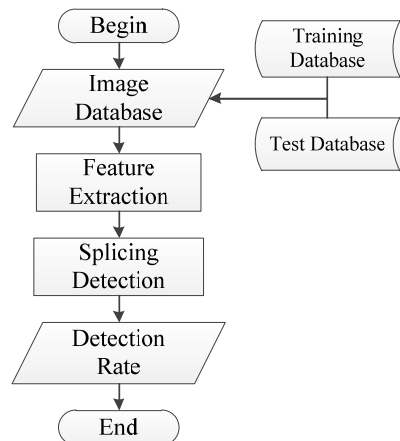 Begin
Training
Database
Image
Database
Test Database
Feature
Extraction
Splicing
Detection
Detection
Rate
End